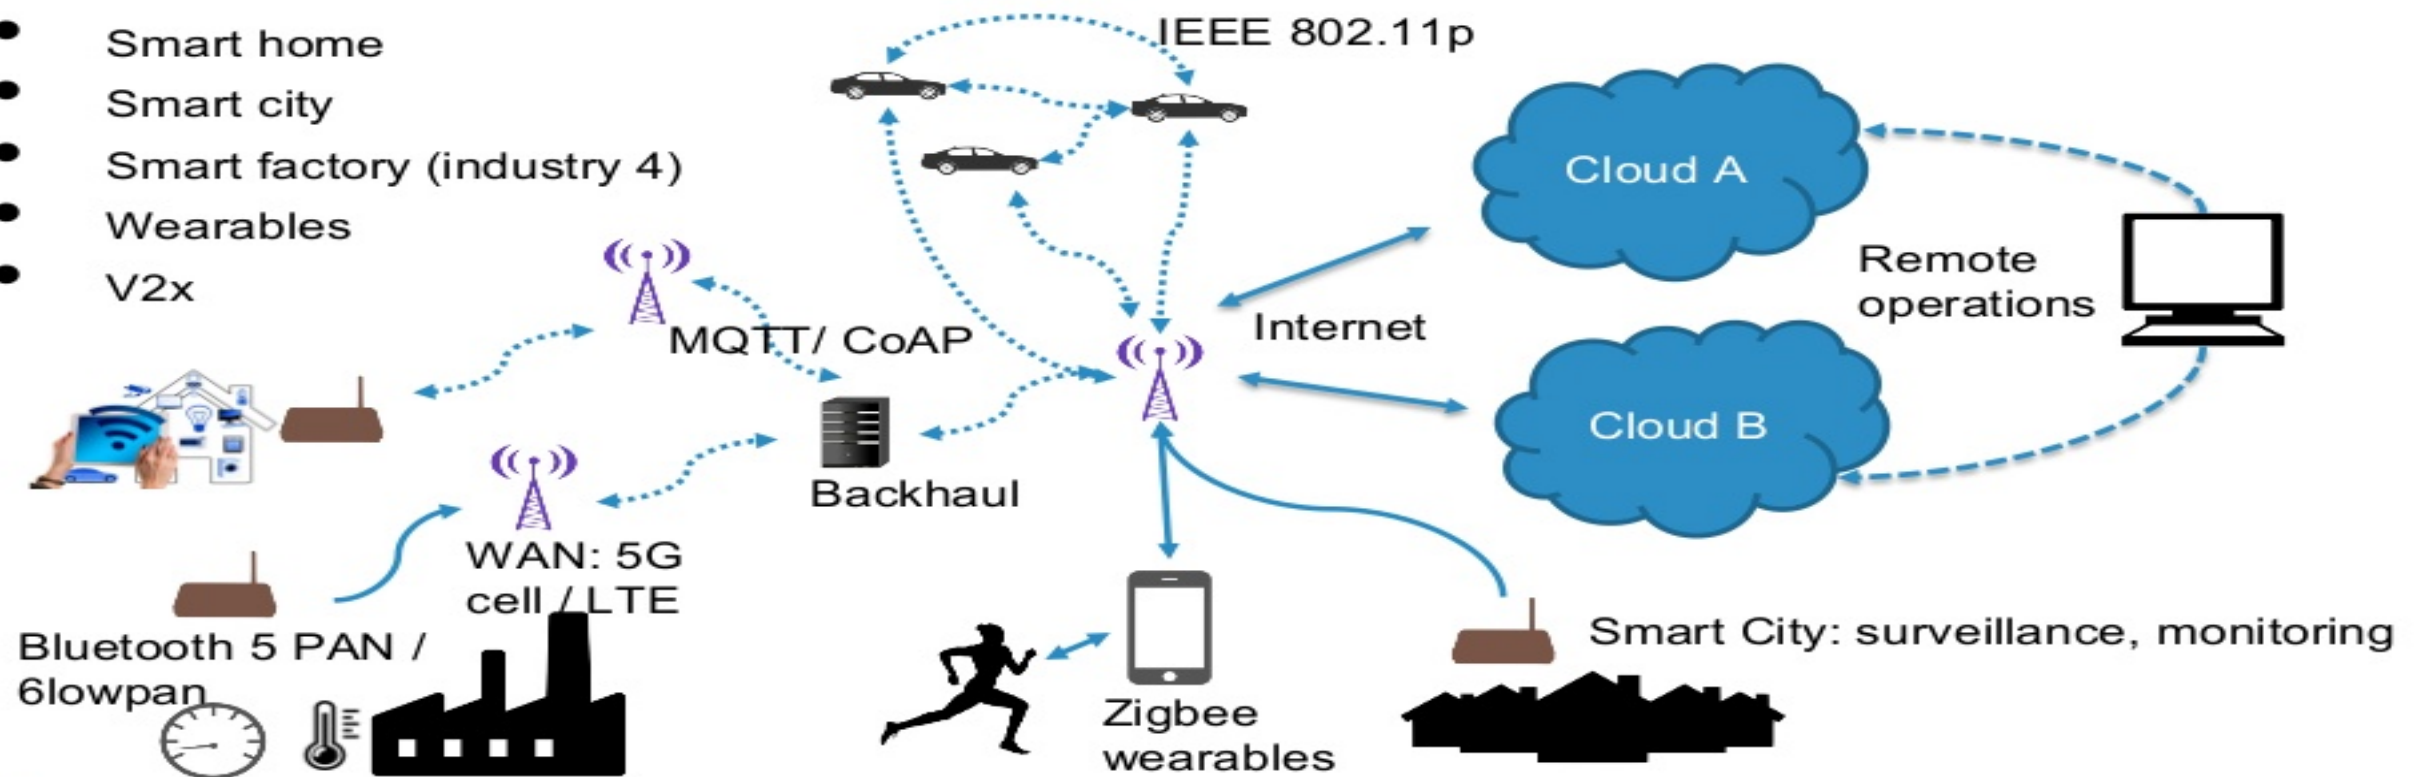 • Smart home
• Smart city
• Smart factory (industry 4)
• Wearables
• V2x
IEEE 802.11p
Cloud A
Remote
operations
MQTT/ CoAP
Internet
Cloud B
Backhaul
WAN: 5G
cell / LTE
Bluetooth 5 PAN /
6lowpan
Smart City: surveillance, monitoring
Zigbee
wearables